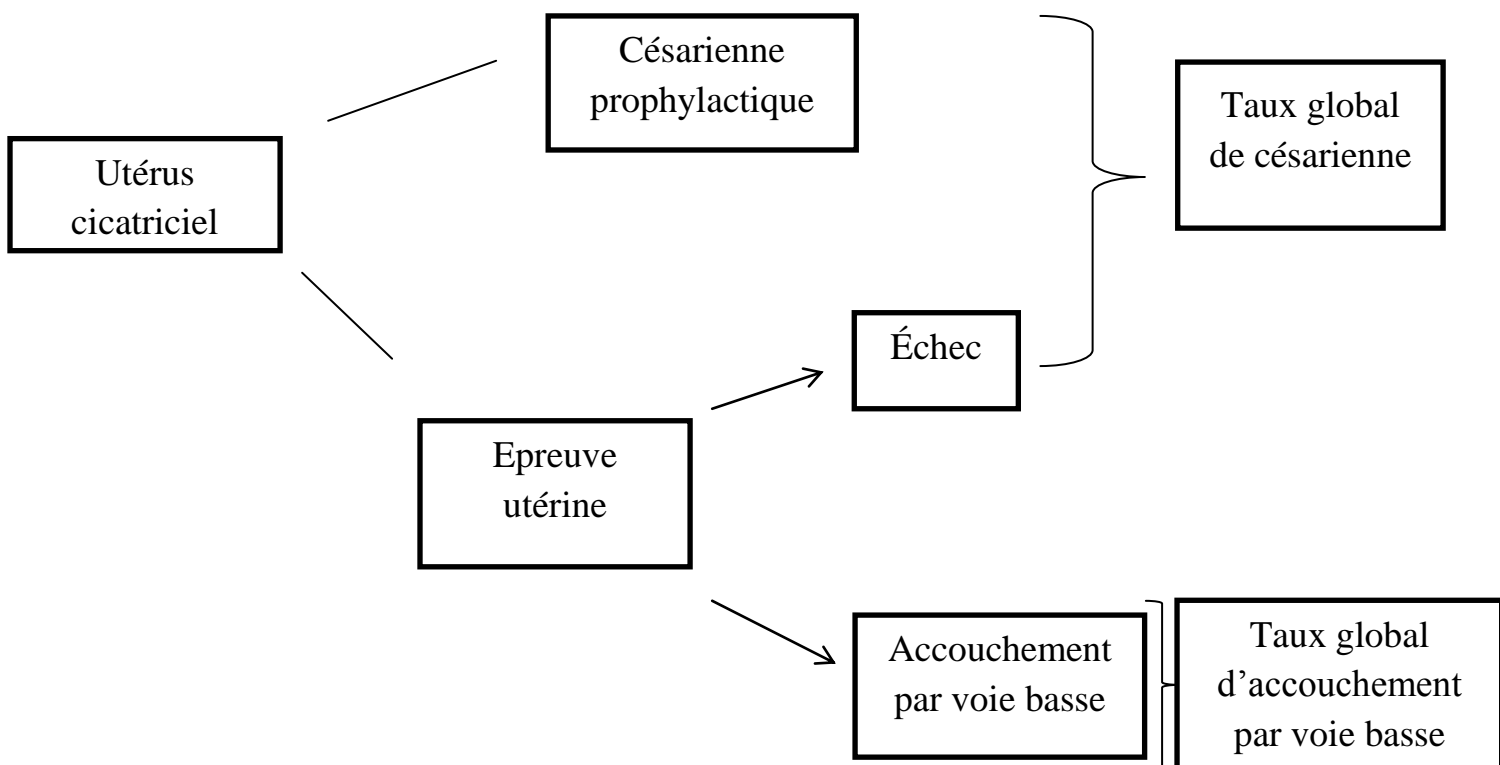 Césarienne
prophylactique
Taux global
de césarienne
Utérus
cicatriciel
Échec
Epreuve
utérine
Accouchement
par voie basse
Taux global
d’accouchement
par voie basse